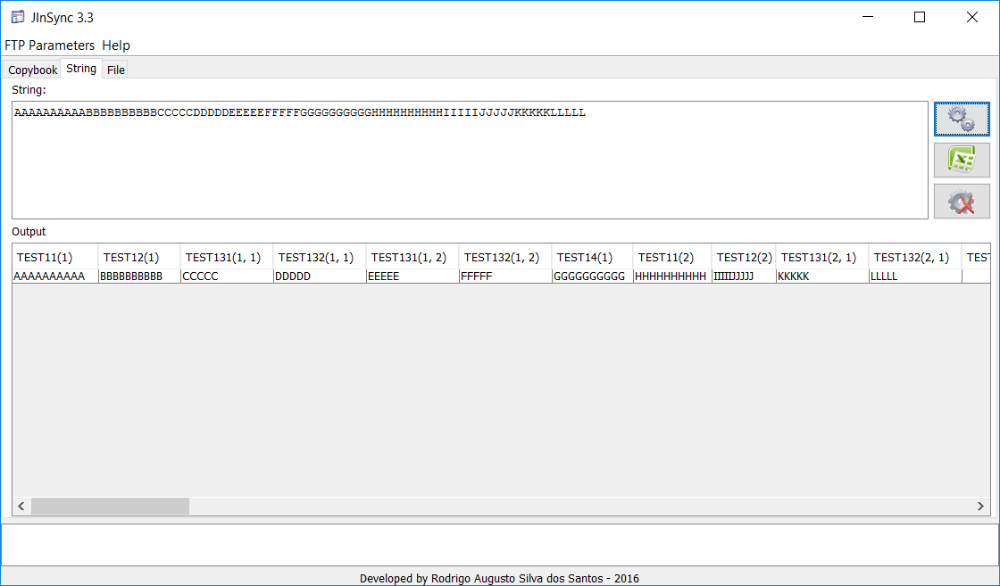 JInSync 3.3
FTP Parameters Help
Copybook String File
String:
AAAAAAAAAABBBBBBBBBBCCCCCDDDDDEEEEEFFFFFGGGGGGGGGGHHHHHHHHHHIIIIIJJJJJKKKKKLLLLL
Output
TEST11(1) TEST12(1) TEST131(1, 1) TEST132(1, 1) TEST131(1, 2) TEST132(1, 2) TEST14(1) TEST11(2) TEST12(2) TEST131(2, 1) TEST132(2, 1) TEST
AAAAAAAAAA BBBBBBBBBB CCCCC DDDDD EEEEE FFFFF GGGGGGGGGG HHHHHHHHHH IIIIIJJJJJ KKKKK LLLLL
Developed by Rodrigo Augusto Silva dos Santos - 2016